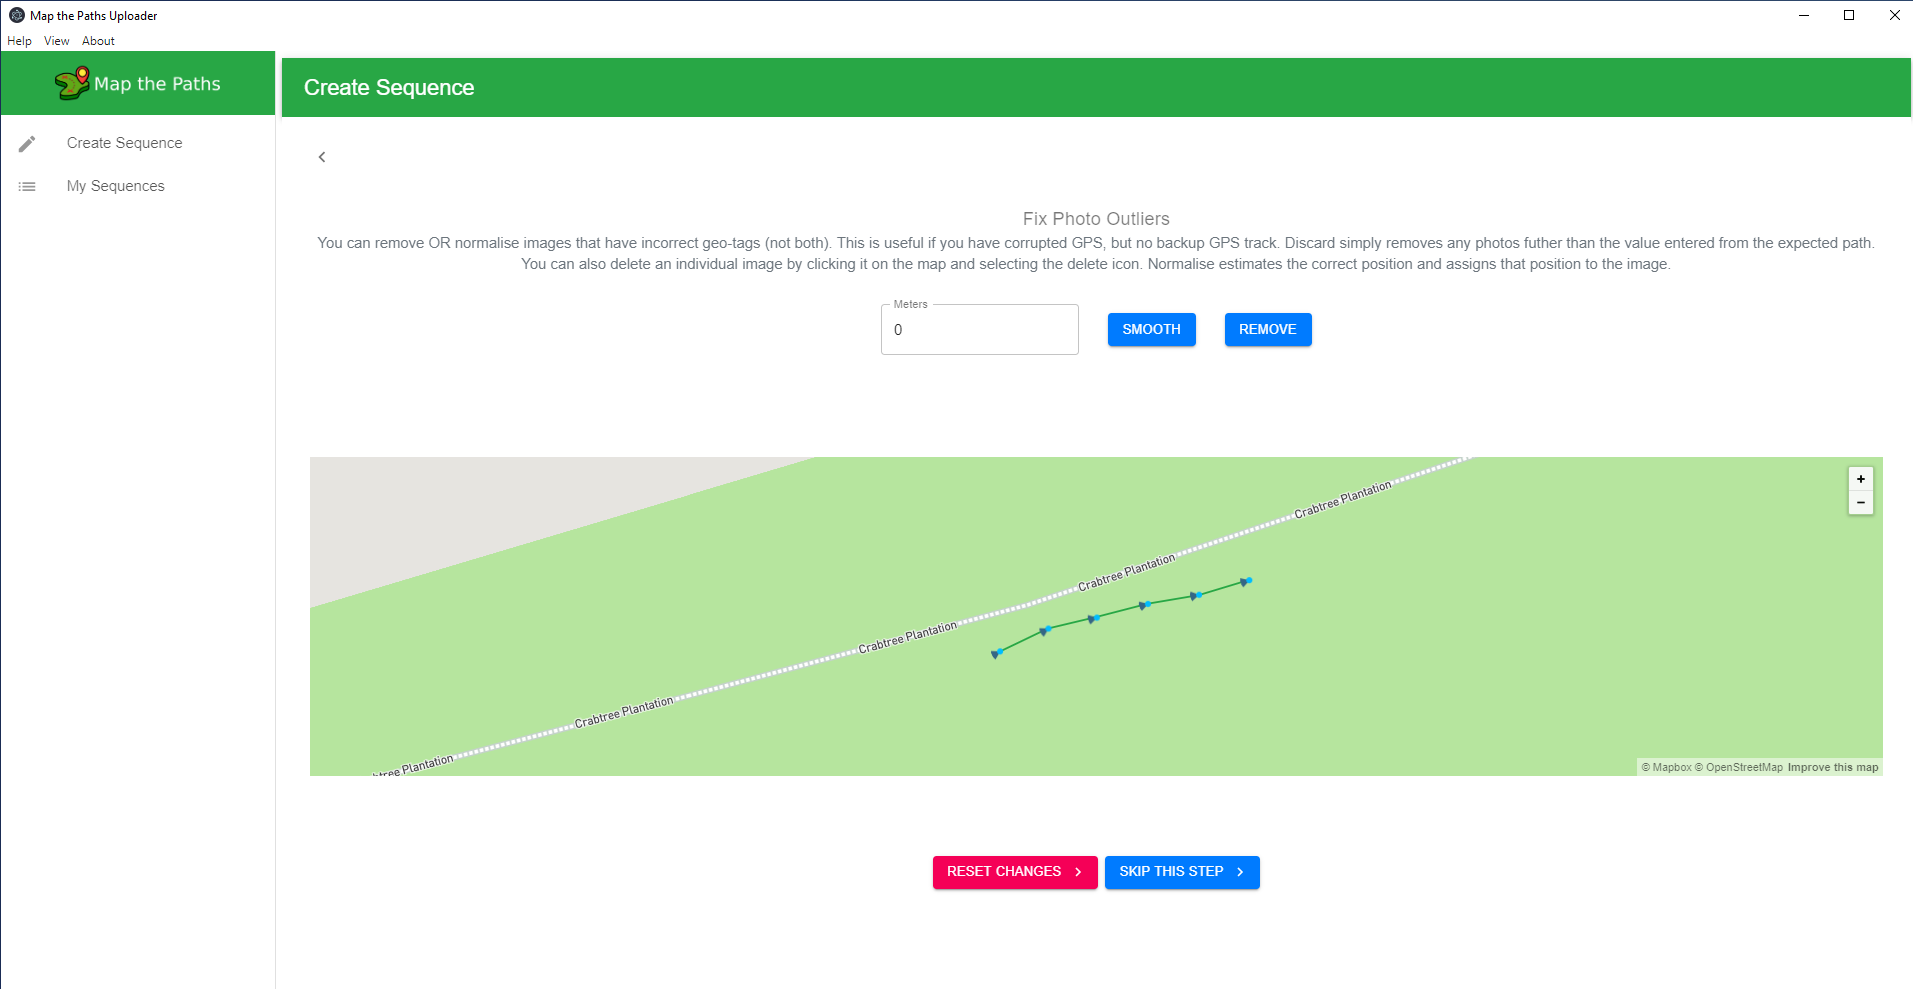 Map the Paths Uploader
Help View About
Map the Paths
Create Sequence
Create Sequence
My Sequences
Fix Photo Outliers
You can remove OR normalise images that have incorrect geo-tags (not both). This is useful if you have corrupted GPS, but no backup GPS track. Discard simply removes any photos futher than the value entered from the expected path.
You can also delete an individual image by clicking it on the map and selecting the delete icon. Normalise estimates the correct position and assigns that position to the image.
Meters
0
SMOOTH
REMOVE
+
−
Crabtree Plantation
Crabtree Plantation
Crabtree Plantation
Crabtree Plantation
btree Plantation
© Mapbox © OpenStreetMap Improve this map
RESET CHANGES
SKIP THIS STEP